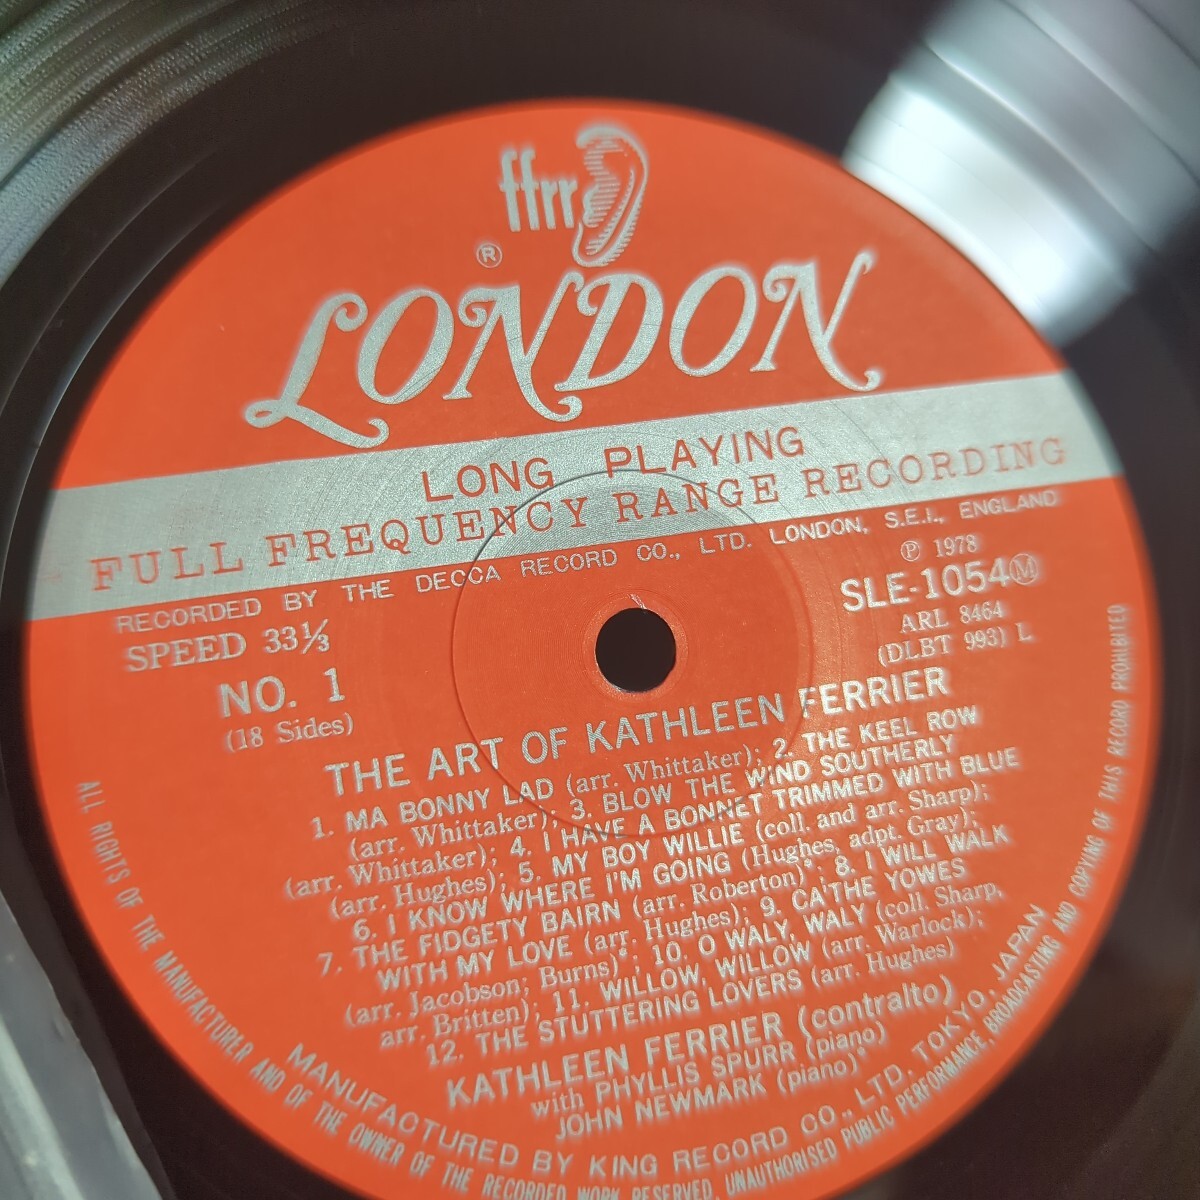 ffrr
®
LONDON
LONG PLAYING
FULL FREQUENCY RANGE RECORDING
RECORDED BY THE DECCA RECORD CO., LTD. LONDON, S.E.I., ENGLAND
SPEED 33⅓
NO. 1
(18 Sides)
Ⓟ 1978
SLE-1054Ⓜ
ARL 8464
(DLBT 993) L
THE ART OF KATHLEEN FERRIER
1. MA BONNY LAD (arr. Whittaker); 2. THE KEEL ROW
(arr. Whittaker); 3. BLOW THE WIND SOUTHERLY
(arr. Whittaker); 4. I HAVE A BONNET TRIMMED WITH BLUE
(arr. Hughes); 5. MY BOY WILLIE (coll. and arr. Sharp);
6. I KNOW WHERE I'M GOING (Hughes, adpt. Gray);
7. THE FIDGETY BAIRN (arr. Roberton)*; 8. I WILL WALK
WITH MY LOVE (arr. Hughes); 9. CA'THE YOWES
(arr. Jacobson; Burns)*; 10. O WALY, WALY (coll. Sharp,
arr. Britten); 11. WILLOW, WILLOW (arr. Warlock);
12. THE STUTTERING LOVERS (arr. Hughes)
KATHLEEN FERRIER (contralto)
with PHYLLIS SPURR (piano)
JOHN NEWMARK (piano)*
MANUFACTURED BY KING RECORD CO., LTD, TOKYO, JAPAN
ALL RIGHTS OF THE MANUFACTURER AND OF THE OWNER OF THE RECORDED WORK RESERVED, UNAUTHORISED PUBLIC PERFORMANCE, BROADCASTING AND COPYING OF THIS RECORD PROHIBITED